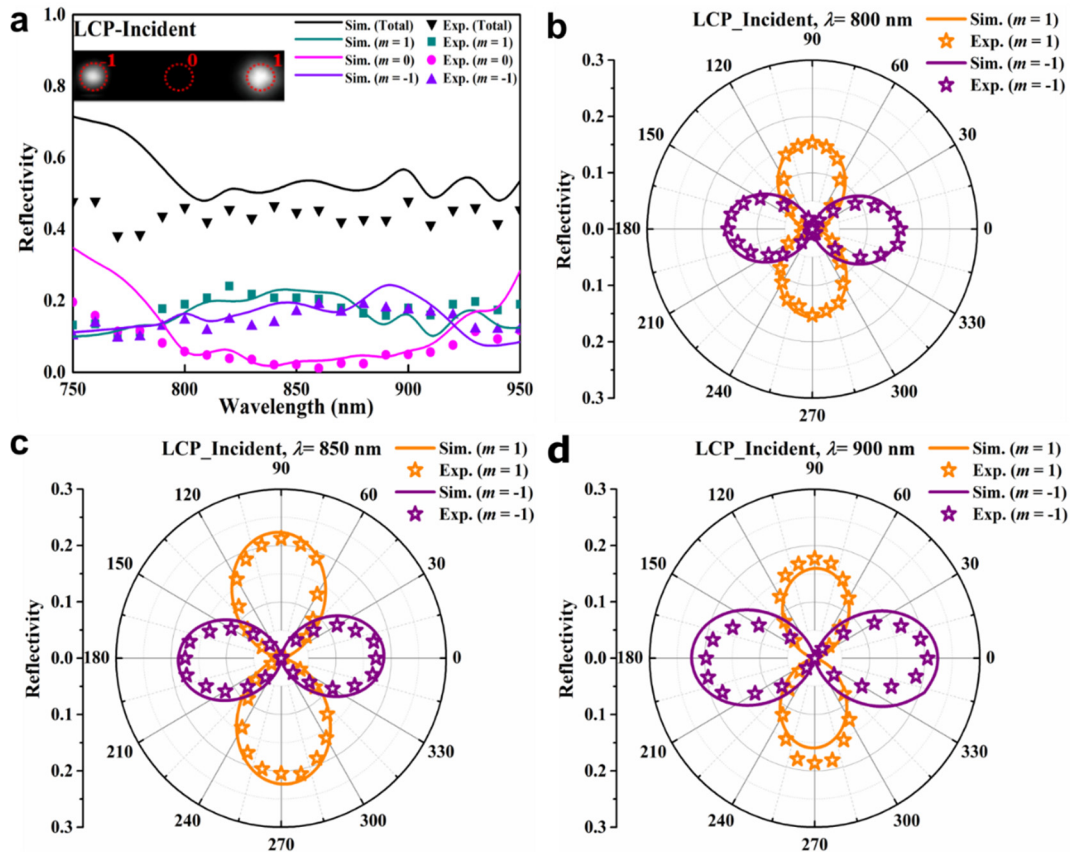 a
LCP-Incident
-1 0 1
Sim. (Total) Exp. (Total)
Sim. (m = 1) Exp. (m = 1)
Sim. (m = 0) Exp. (m = 0)
Sim. (m = -1) Exp. (m = -1)
1.0
0.8
0.6
0.4
0.2
0.0
Reflectivity
750 800 850 900 950
Wavelength (nm)
b
LCP_Incident, λ= 800 nm
Sim. (m = 1)
Exp. (m = 1)
Sim. (m = -1)
Exp. (m = -1)
0.3
0.2
0.1
0.0
0.1
0.2
0.3
Reflectivity
90
120 60
150 30
180 0
210 330
240 300
270
c
LCP_Incident, λ= 850 nm
Sim. (m = 1)
Exp. (m = 1)
Sim. (m = -1)
Exp. (m = -1)
0.3
0.2
0.1
0.0
0.1
0.2
0.3
Reflectivity
90
120 60
150 30
180 0
210 330
240 300
270
d
LCP_Incident, λ= 900 nm
Sim. (m = 1)
Exp. (m = 1)
Sim. (m = -1)
Exp. (m = -1)
0.3
0.2
0.1
0.0
0.1
0.2
0.3
Reflectivity
90
120 60
150 30
180 0
210 330
240 300
270